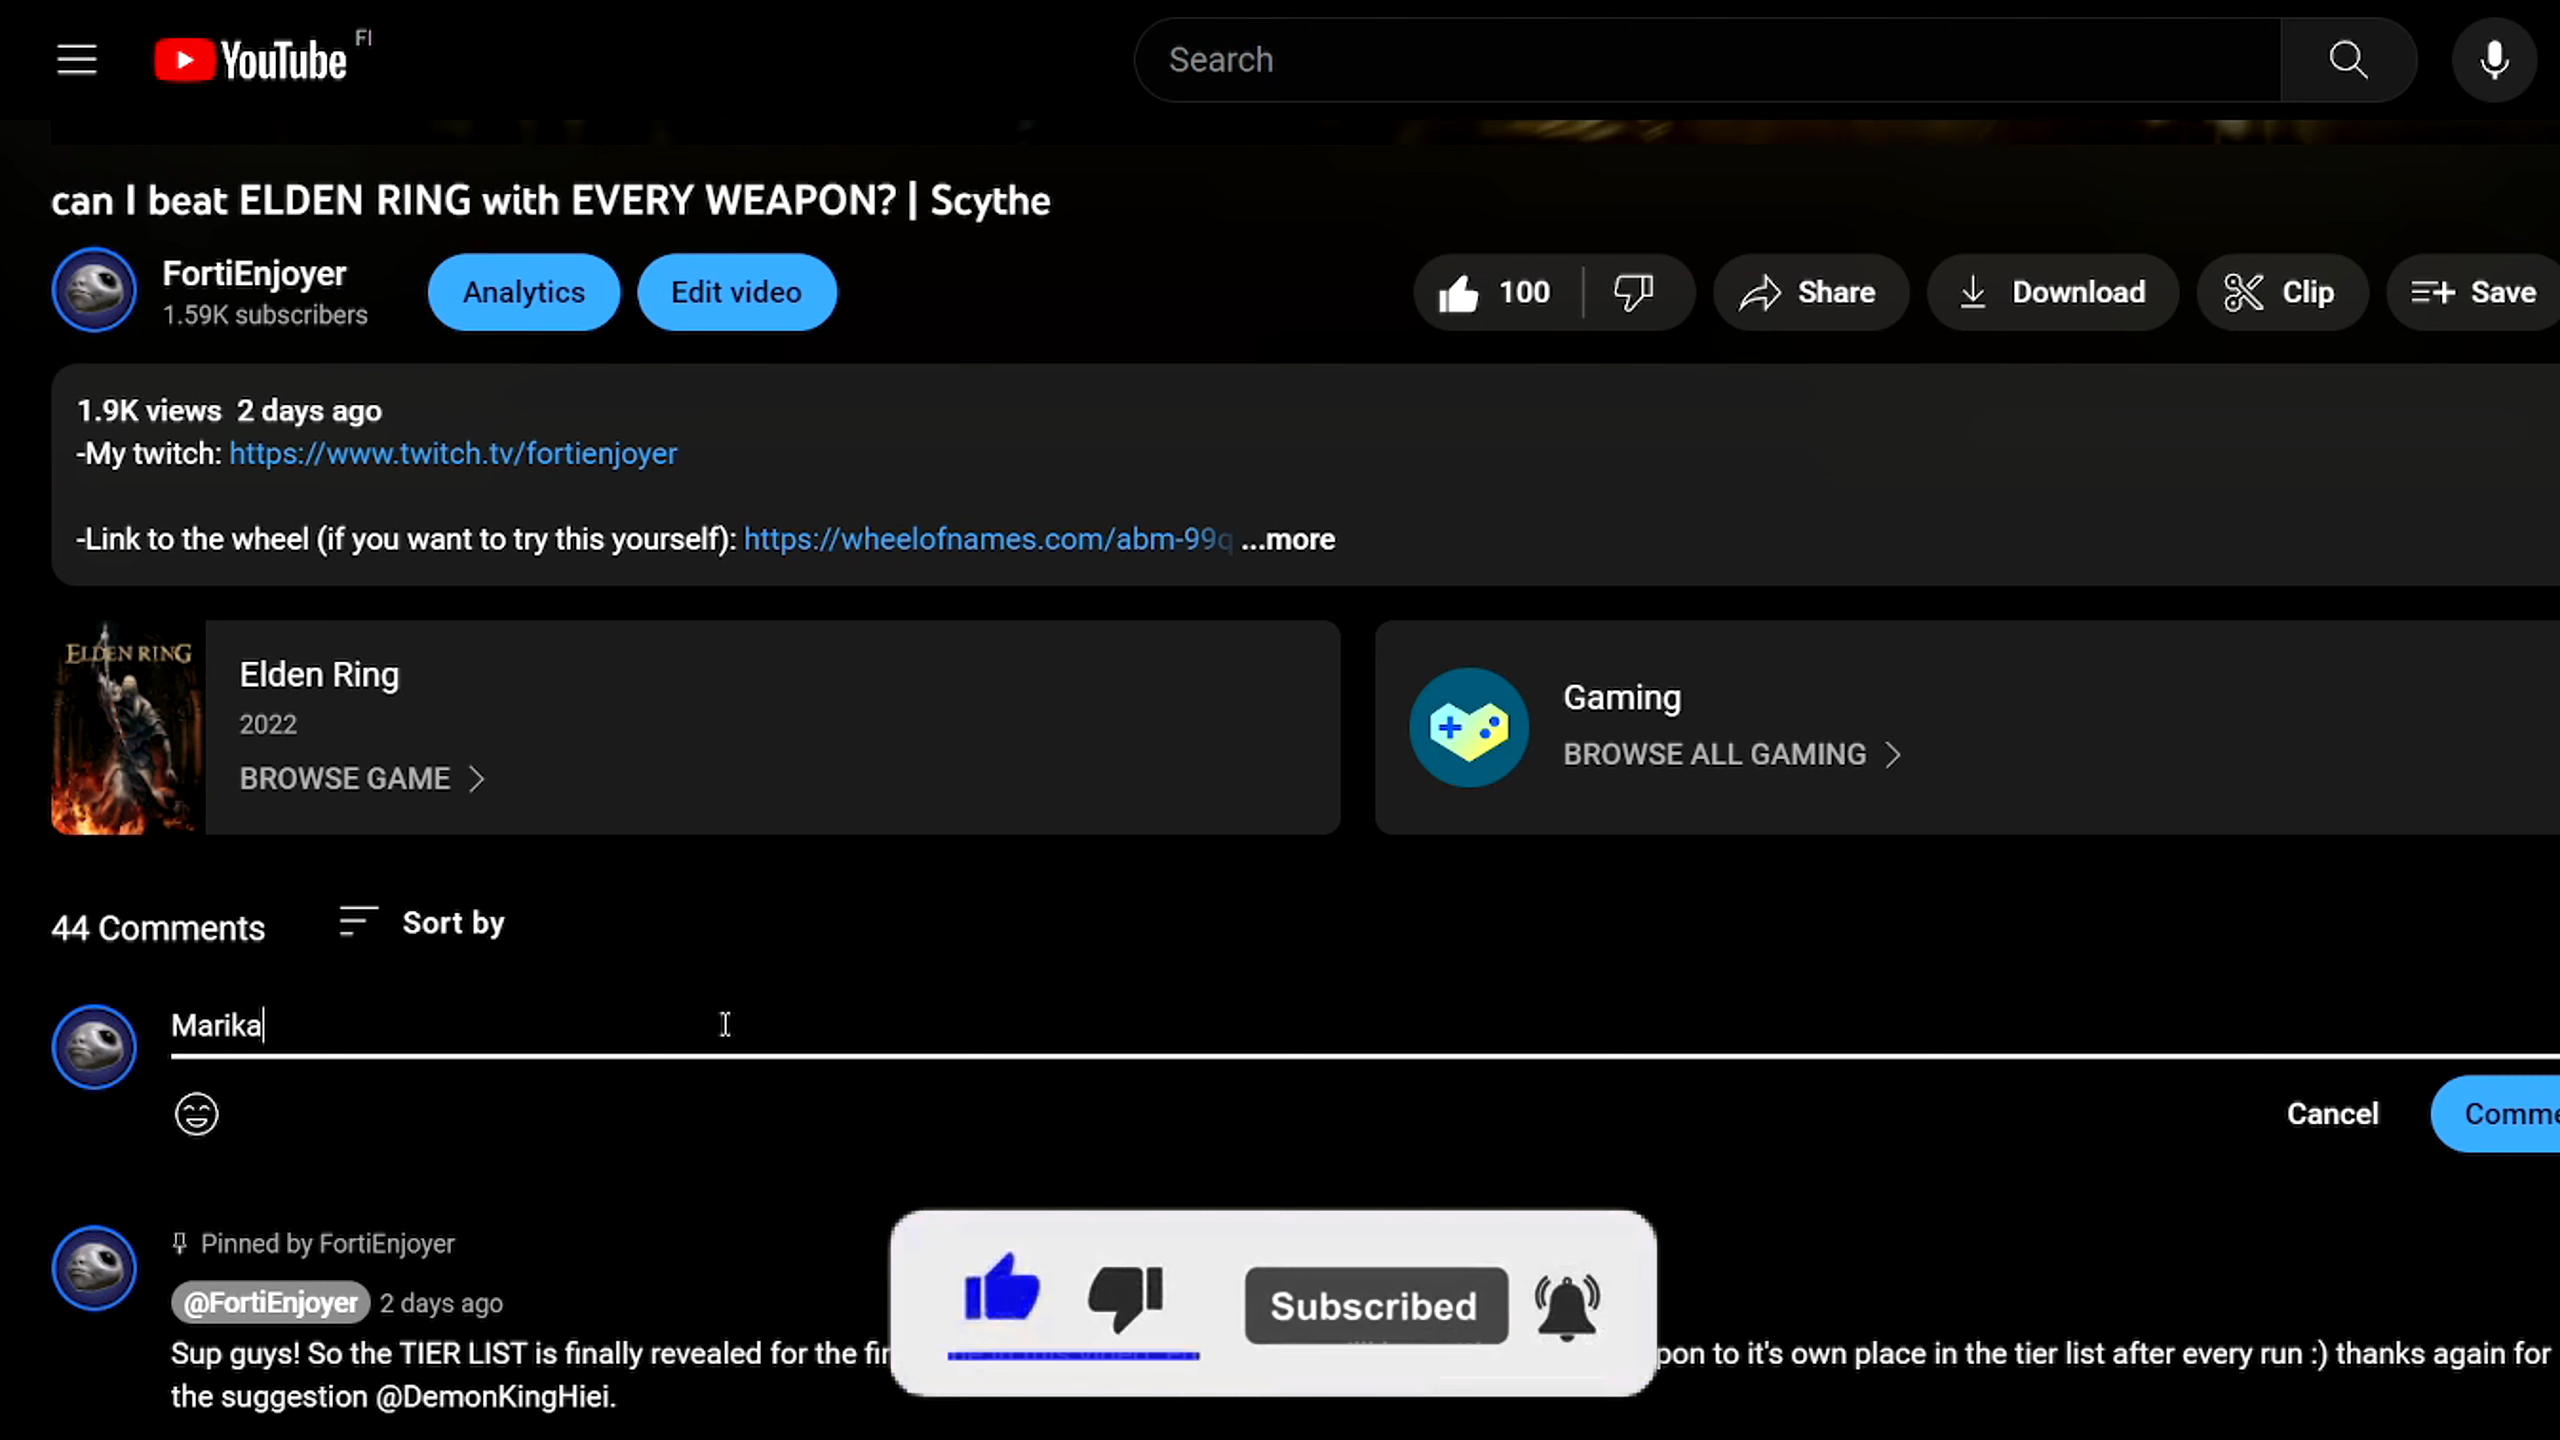 YouTube FI
Search
can I beat ELDEN RING with EVERY WEAPON? | Scythe
FortiEnjoyer
1.59K subscribers
Analytics
Edit video
100
Share
Download
Clip
Save
1.9K views 2 days ago
-My twitch: https://www.twitch.tv/fortienjoyer
-Link to the wheel (if you want to try this yourself): https://wheelofnames.com/abm-99q ...more
ELDEN RING
Elden Ring
2022
BROWSE GAME
Gaming
BROWSE ALL GAMING
44 Comments
Sort by
Marika
Cancel
Comme
Pinned by FortiEnjoyer
@FortiEnjoyer 2 days ago
Subscribed
Sup guys! So the TIER LIST is finally revealed for the fir pon to it's own place in the tier list after every run :) thanks again for
the suggestion @DemonKingHiei.